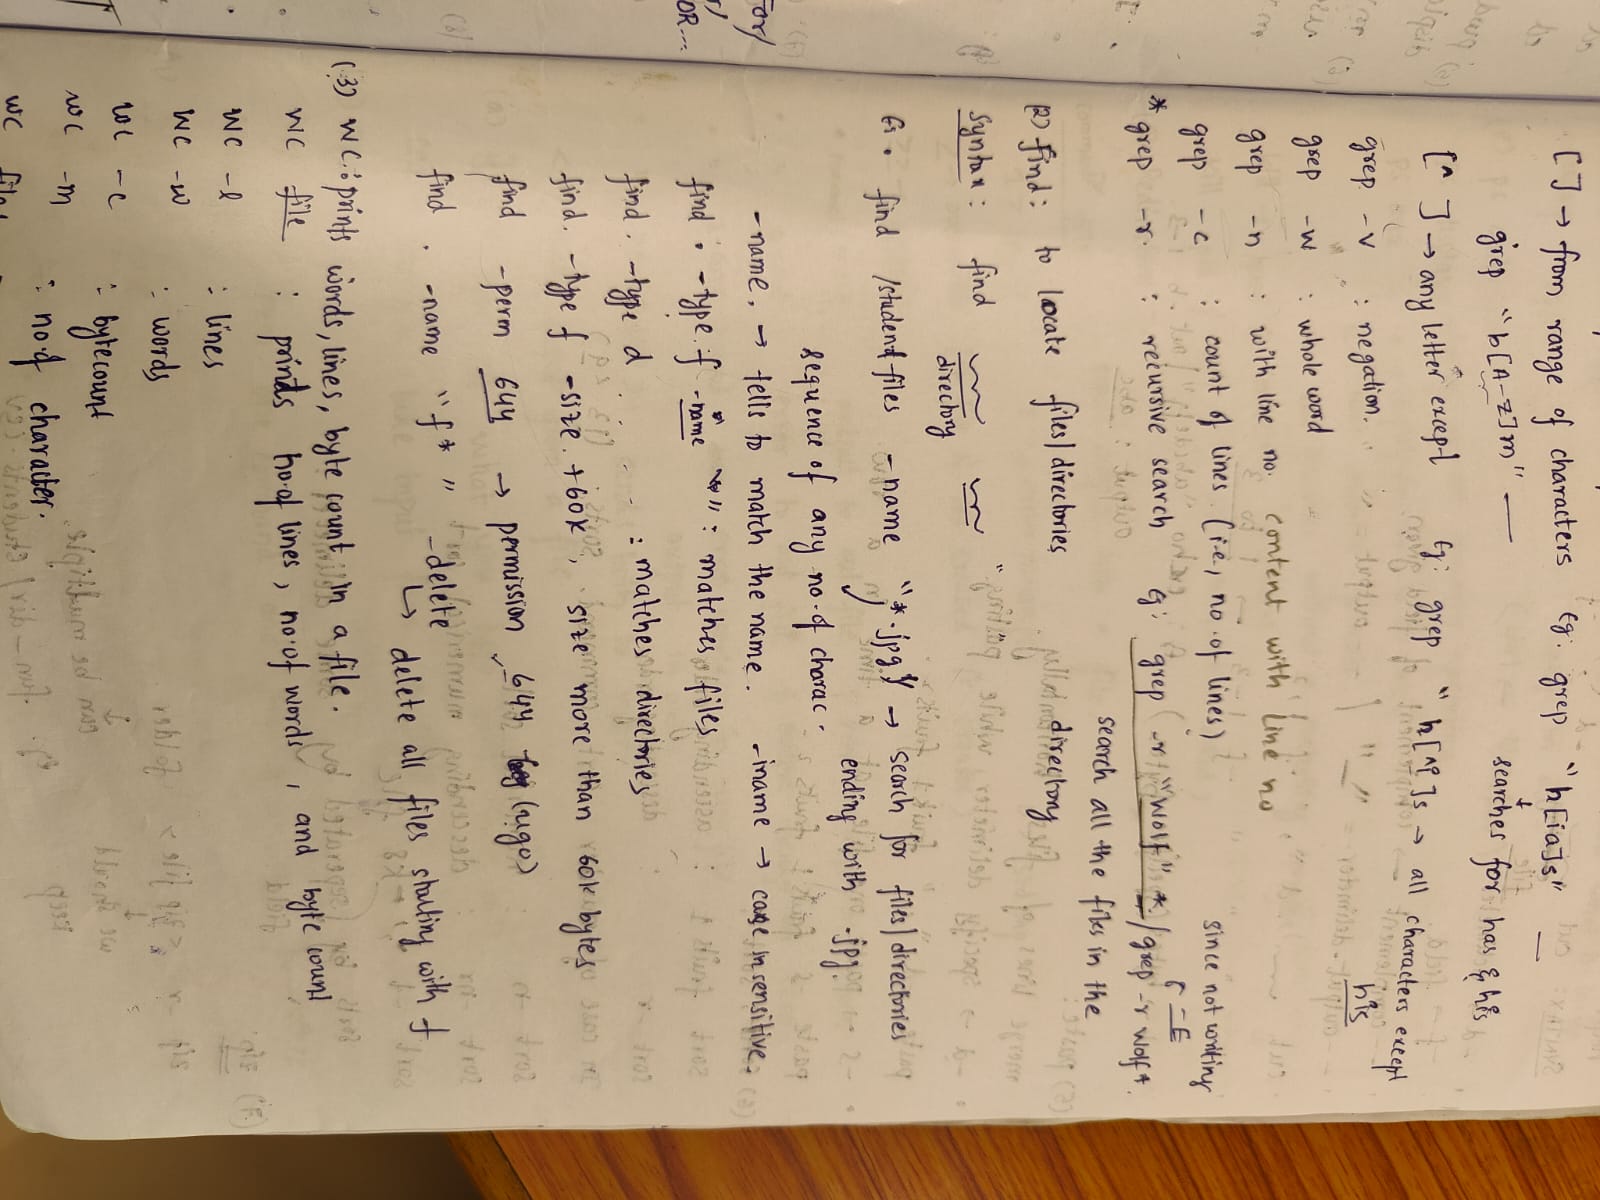 [ ] → from range of characters Eg: grep "h[ia]s" —
grep "b[A-Z]m" — searches for has & his
[^ ] → any letter except Eg: grep "h[^i]s → all characters except his
grep -v : negation.
grep -w : whole word
grep -n : with line no. content with line no
grep -c : count of lines (i.e, no. of lines) since not writing -E
* grep -r : recursive search Eg: grep -r "wolf" * / grep -r wolf *.
search all the files in the directory
(2) find : to locate files/directories
Syntax : find
directory
Eg. find /student files -name "*.jpg" → search for files/directories ending with .jpg.
sequence of any no. of charac.
-name, → tells to match the name. -iname → case insensitive.
find . -type f -name " " : matches files
find . -type d : matches directories
find . -type f -size +60k , size more than 60k bytes
find -perm 644 → permission 644 (ugo)
find . -name "f*" -delete
↳ delete all files starting with f
(3) wc : prints words, lines, byte count in a file.
wc file : prints no.of lines, no.of words, and byte count
wc -l : lines
wc -w : words
wc -c : bytecount
wc -m : no.of character.
wc